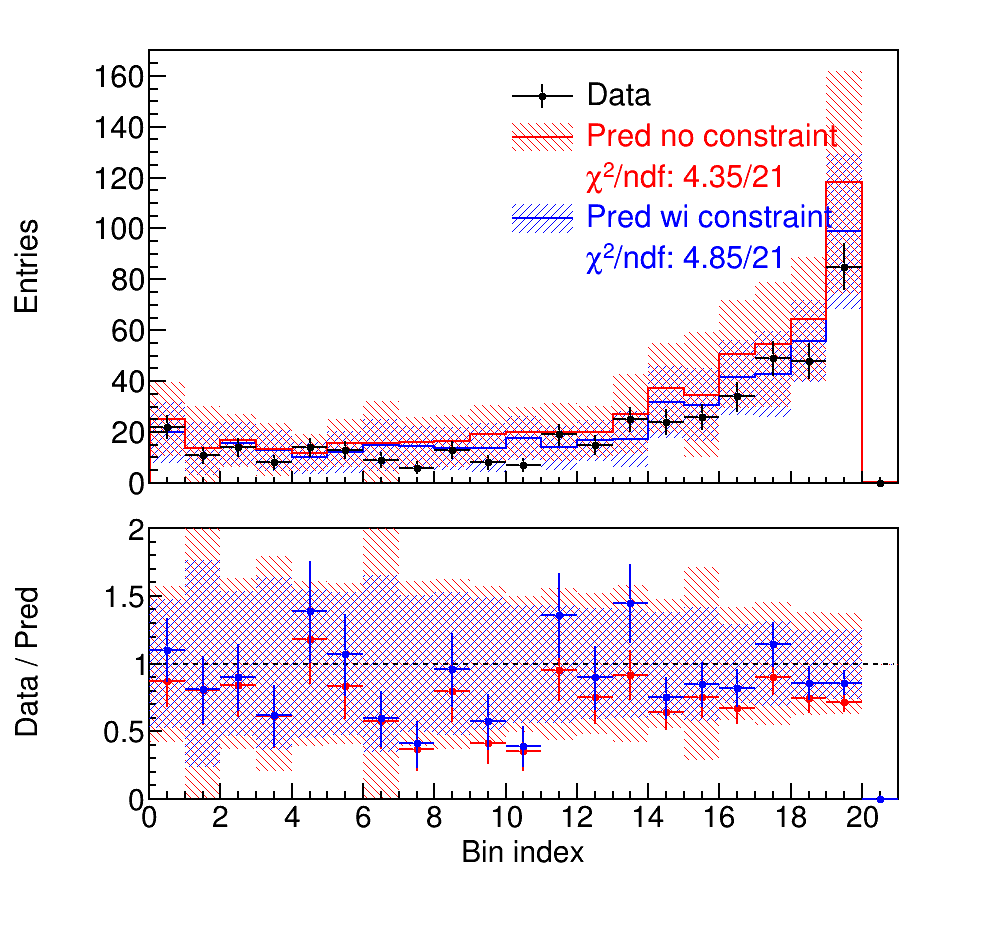 160
140
120
100
80
60
40
20
0
Entries
Data
Pred no constraint
χ²/ndf: 4.35/21
Pred wi constraint
χ²/ndf: 4.85/21
2
1.5
1
0.5
0
Data / Pred
0 2 4 6 8 10 12 14 16 18 20
Bin index